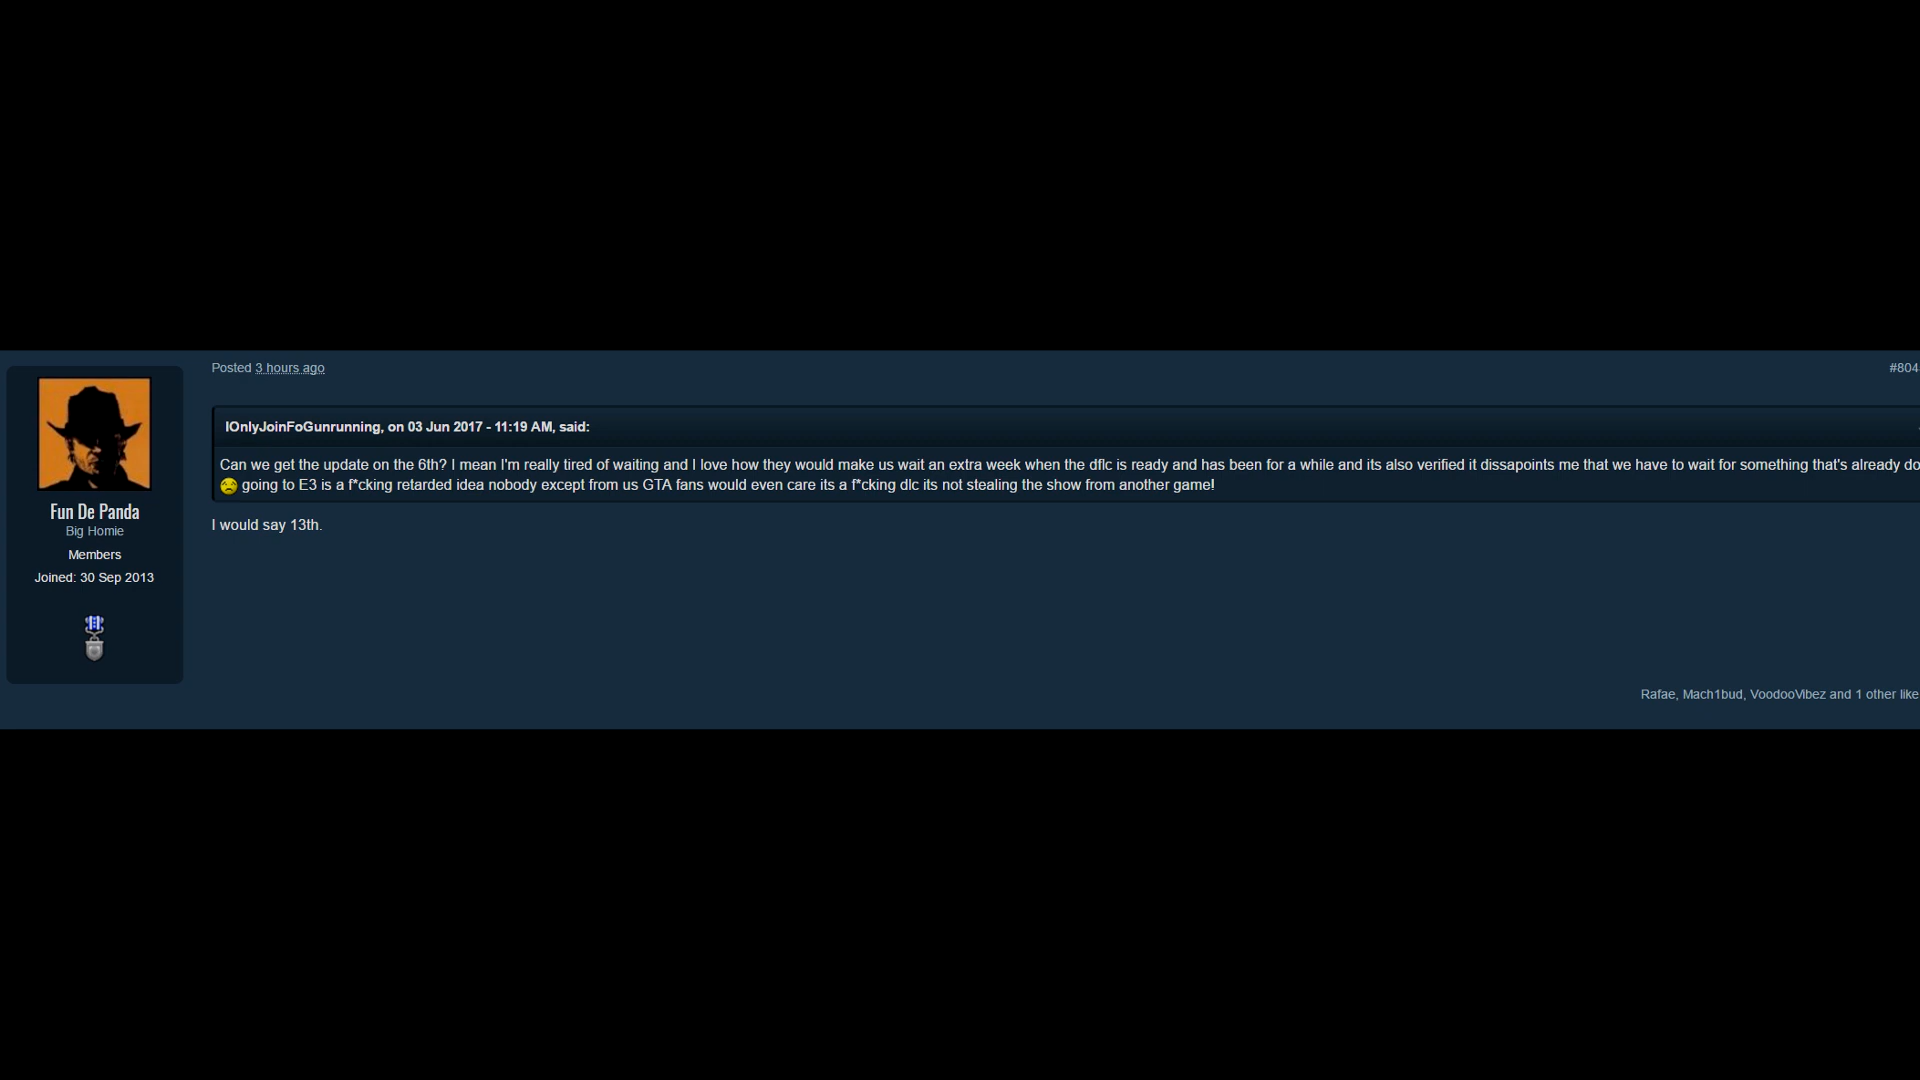 Posted 3 hours ago
#804
IOnlyJoinFoGunrunning, on 03 Jun 2017 - 11:19 AM, said:
Can we get the update on the 6th? I mean I'm really tired of waiting and I love how they would make us wait an extra week when the dflc is ready and has been for a while and its also verified it dissapoints me that we have to wait for something that's already do
going to E3 is a f*cking retarded idea nobody except from us GTA fans would even care its a f*cking dlc its not stealing the show from another game!
Fun De Panda
Big Homie
Members
Joined: 30 Sep 2013
I would say 13th.
Rafae, Mach1bud, VoodooVibez and 1 other like